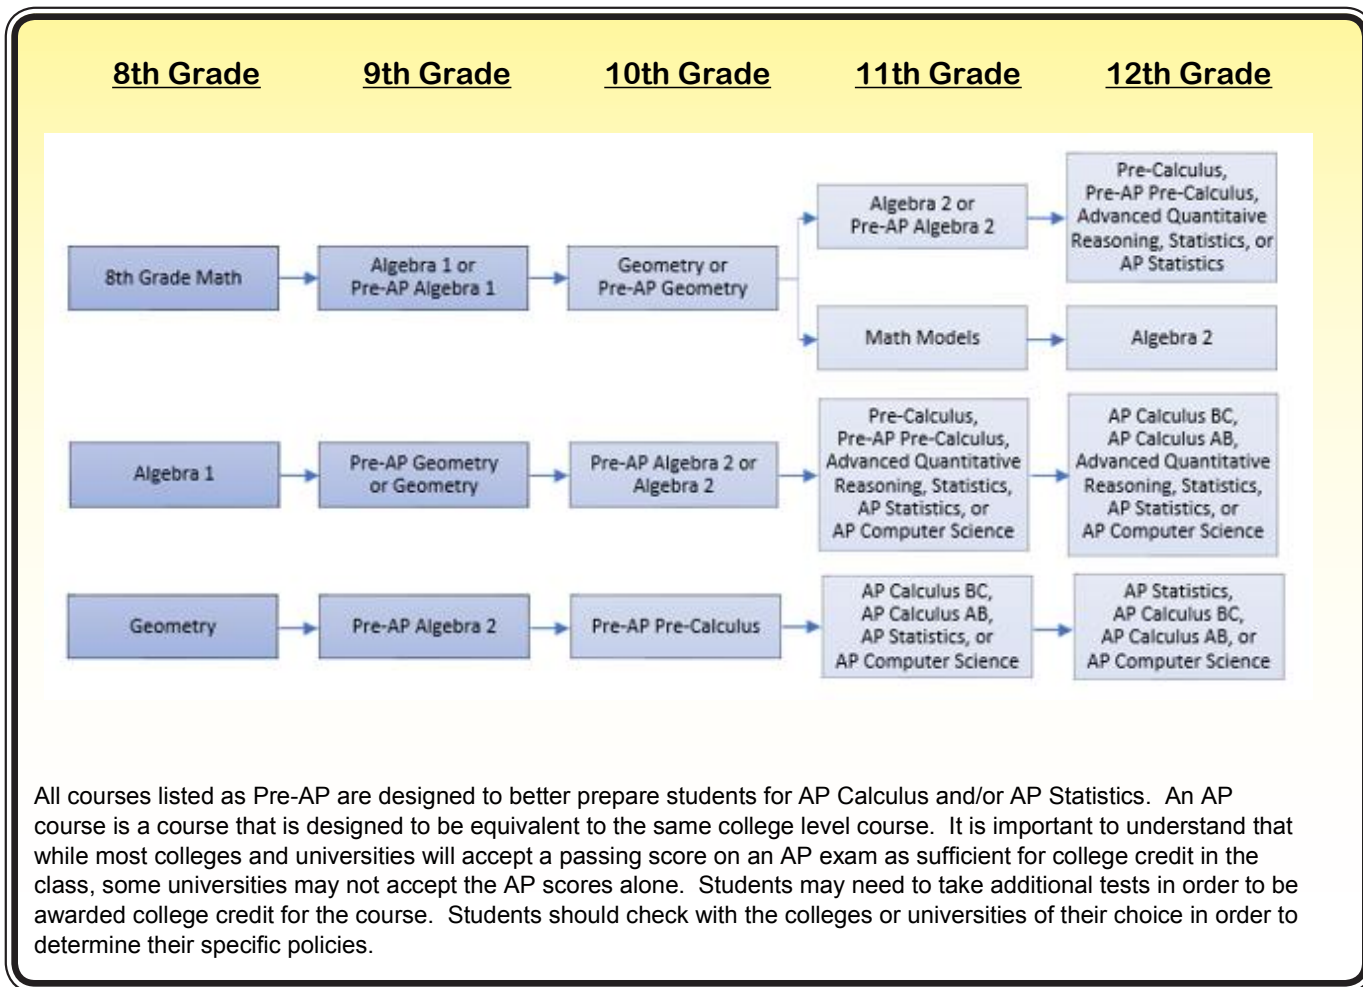 8th Grade
9th Grade
10th Grade
11th Grade
12th Grade
8th Grade Math
Algebra 1 or
Pre-AP Algebra 1
Geometry or
Pre-AP Geometry
Algebra 2 or
Pre-AP Algebra 2
Pre-Calculus,
Pre-AP Pre-Calculus,
Advanced Quantitaive
Reasoning, Statistics, or
AP Statistics
Math Models
Algebra 2
Algebra 1
Pre-AP Geometry
or Geometry
Pre-AP Algebra 2 or
Algebra 2
Pre-Calculus,
Pre-AP Pre-Calculus,
Advanced Quantitative
Reasoning, Statistics,
AP Statistics, or
AP Computer Science
AP Calculus BC,
AP Calculus AB,
Advanced Quantitative
Reasoning, Statistics,
AP Statistics, or
AP Computer Science
Geometry
Pre-AP Algebra 2
Pre-AP Pre-Calculus
AP Calculus BC,
AP Calculus AB,
AP Statistics, or
AP Computer Science
AP Statistics,
AP Calculus BC,
AP Calculus AB, or
AP Computer Science
All courses listed as Pre-AP are designed to better prepare students for AP Calculus and/or AP Statistics.  An AP
course is a course that is designed to be equivalent to the same college level course.  It is important to understand that
while most colleges and universities will accept a passing score on an AP exam as sufficient for college credit in the
class, some universities may not accept the AP scores alone.  Students may need to take additional tests in order to be
awarded college credit for the course.  Students should check with the colleges or universities of their choice in order to
determine their specific policies.